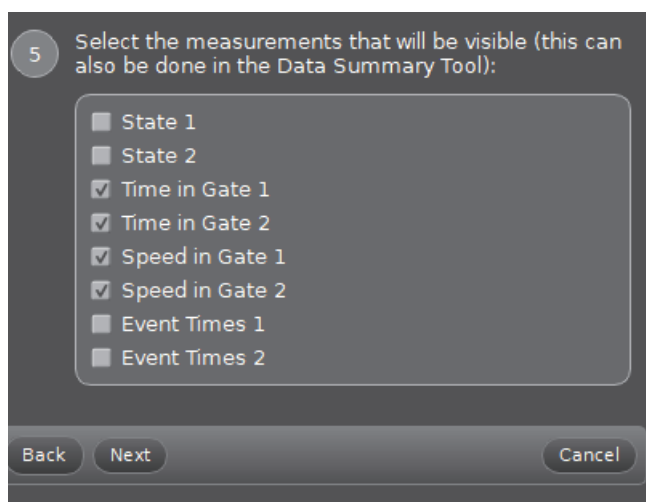 5
Select the measurements that will be visible (this can
also be done in the Data Summary Tool):
State 1
State 2
Time in Gate 1
Time in Gate 2
Speed in Gate 1
Speed in Gate 2
Event Times 1
Event Times 2
Back Next Cancel